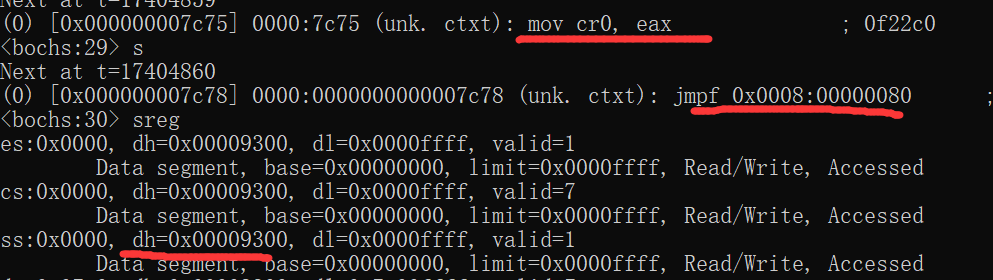 Next at t=17404859
(0) [0x000000007c75] 0000:7c75 (unk. ctxt): mov cr0, eax ; 0f22c0
<bochs:29> s
Next at t=17404860
(0) [0x000000007c78] 0000:0000000000007c78 (unk. ctxt): jmpf 0x0008:00000080 ;
<bochs:30> sreg
es:0x0000, dh=0x00009300, dl=0x0000ffff, valid=1
Data segment, base=0x00000000, limit=0x0000ffff, Read/Write, Accessed
cs:0x0000, dh=0x00009300, dl=0x0000ffff, valid=7
Data segment, base=0x00000000, limit=0x0000ffff, Read/Write, Accessed
ss:0x0000, dh=0x00009300, dl=0x0000ffff, valid=1
Data segment, base=0x00000000, limit=0x0000ffff, Read/Write, Accessed